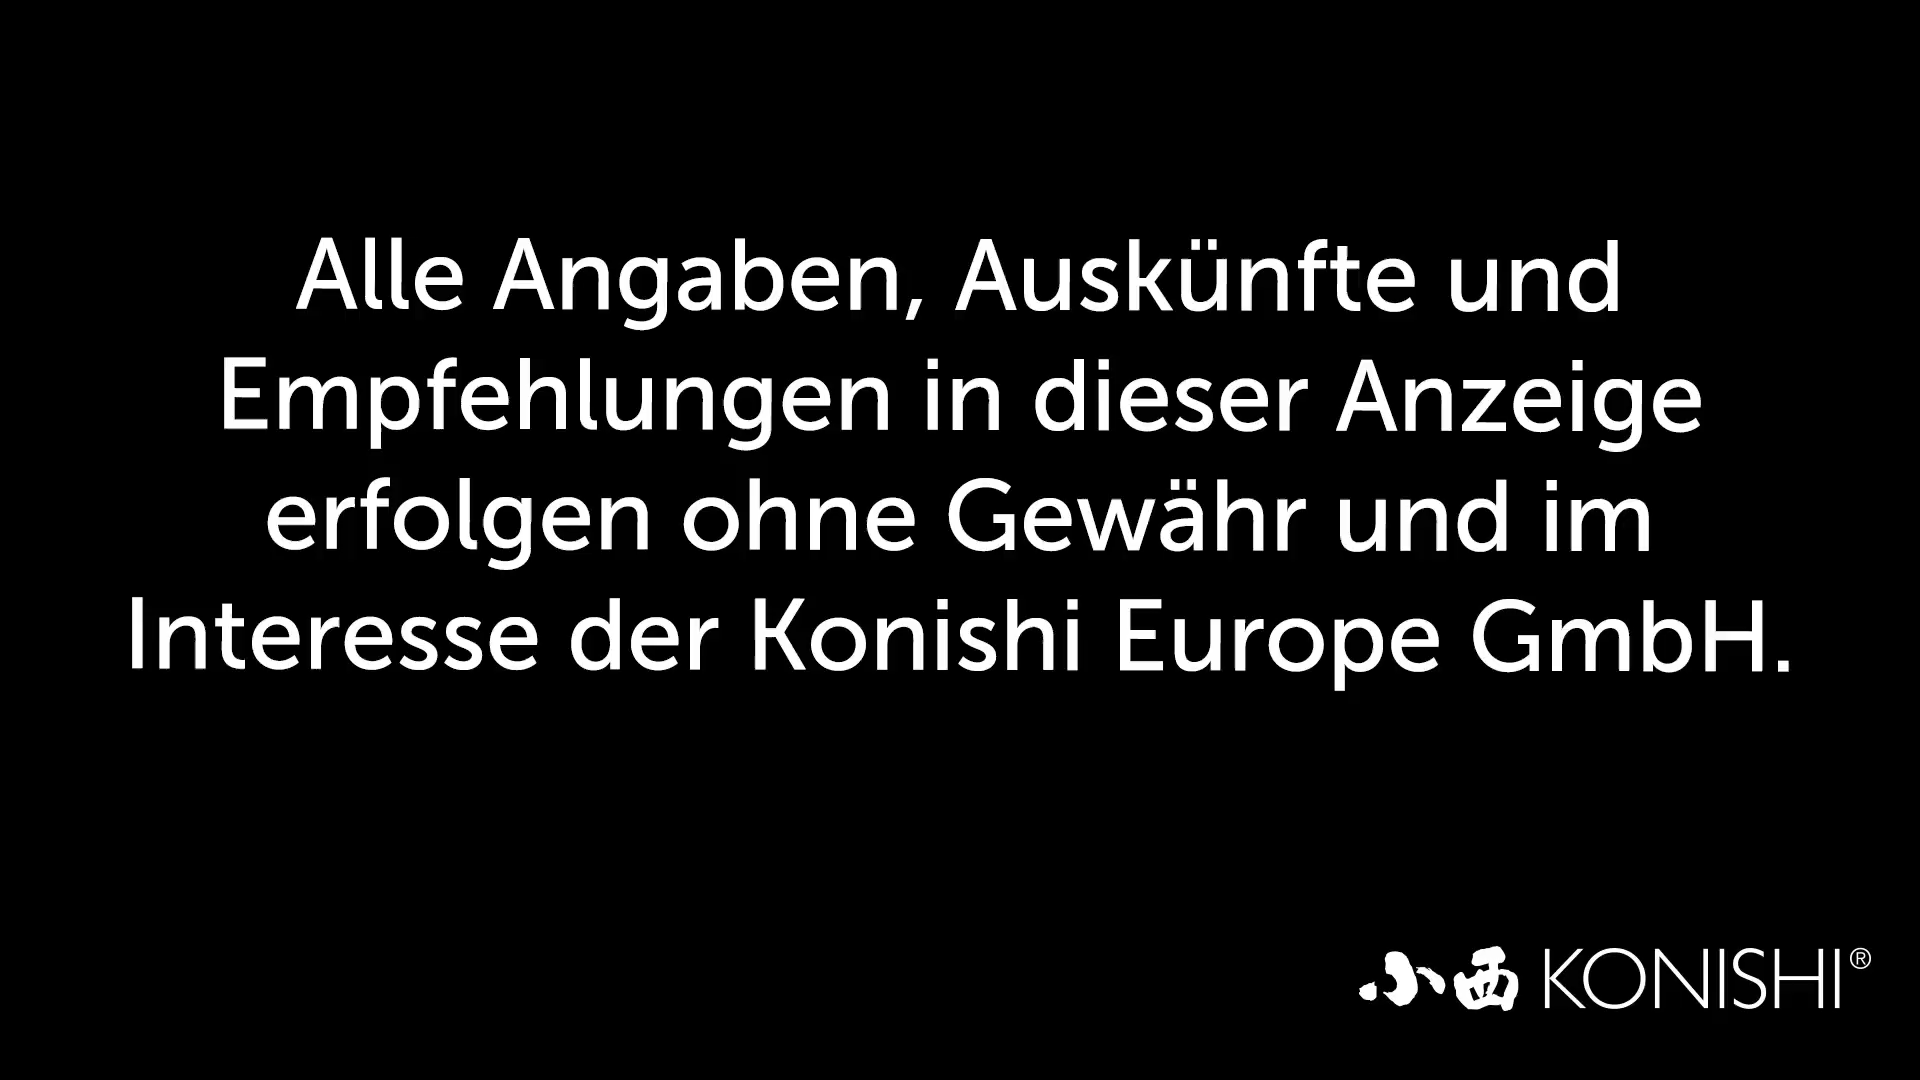 Alle Angaben, Auskünfte und
Empfehlungen in dieser Anzeige
erfolgen ohne Gewähr und im
Interesse der Konishi Europe GmbH.
小西 KONISHI®